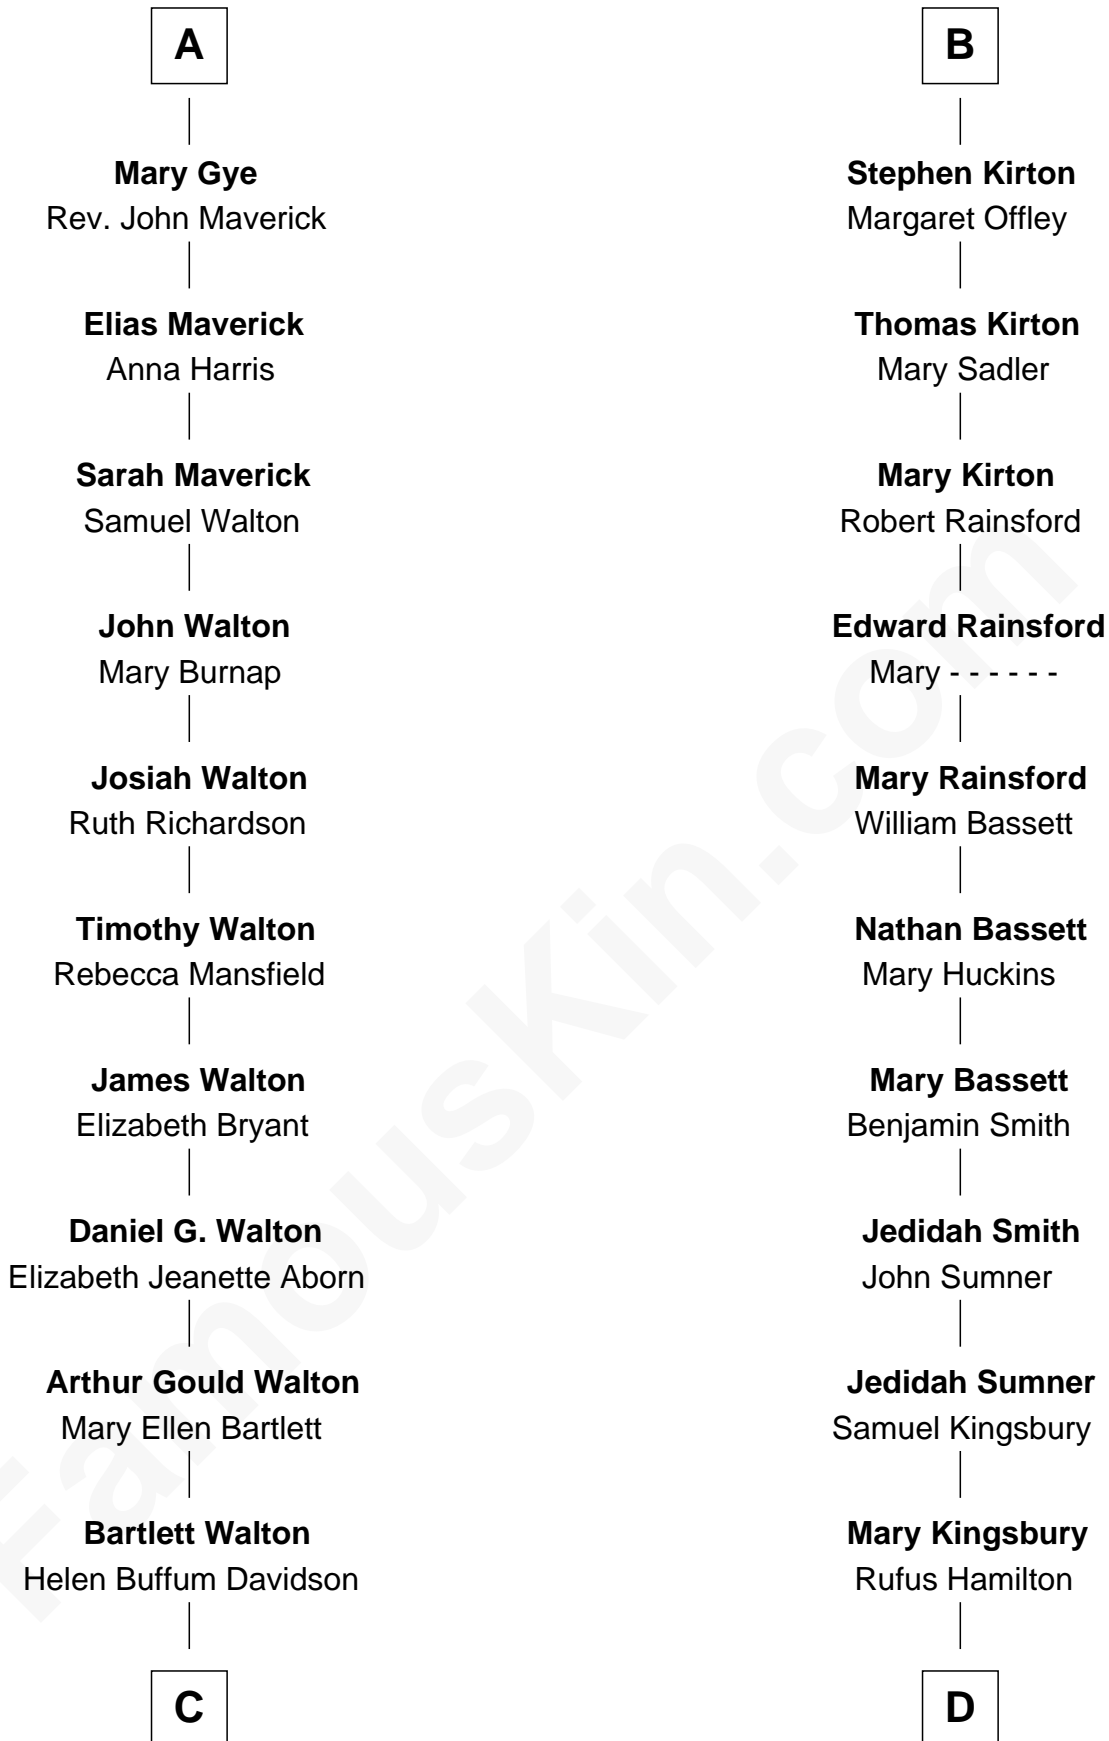 A
Mary Gye
Rev. John Maverick
Elias Maverick
Anna Harris
Sarah Maverick
Samuel Walton
John Walton
Mary Burnap
Josiah Walton
Ruth Richardson
Timothy Walton
Rebecca Mansfield
James Walton
Elizabeth Bryant
Daniel G. Walton
Elizabeth Jeanette Aborn
Arthur Gould Walton
Mary Ellen Bartlett
Bartlett Walton
Helen Buffum Davidson
C
B
Stephen Kirton
Margaret Offley
Thomas Kirton
Mary Sadler
Mary Kirton
Robert Rainsford
Edward Rainsford
Mary - - - - - -
Mary Rainsford
William Bassett
Nathan Bassett
Mary Huckins
Mary Bassett
Benjamin Smith
Jedidah Smith
John Sumner
Jedidah Sumner
Samuel Kingsbury
Mary Kingsbury
Rufus Hamilton
D
FamousKin.com